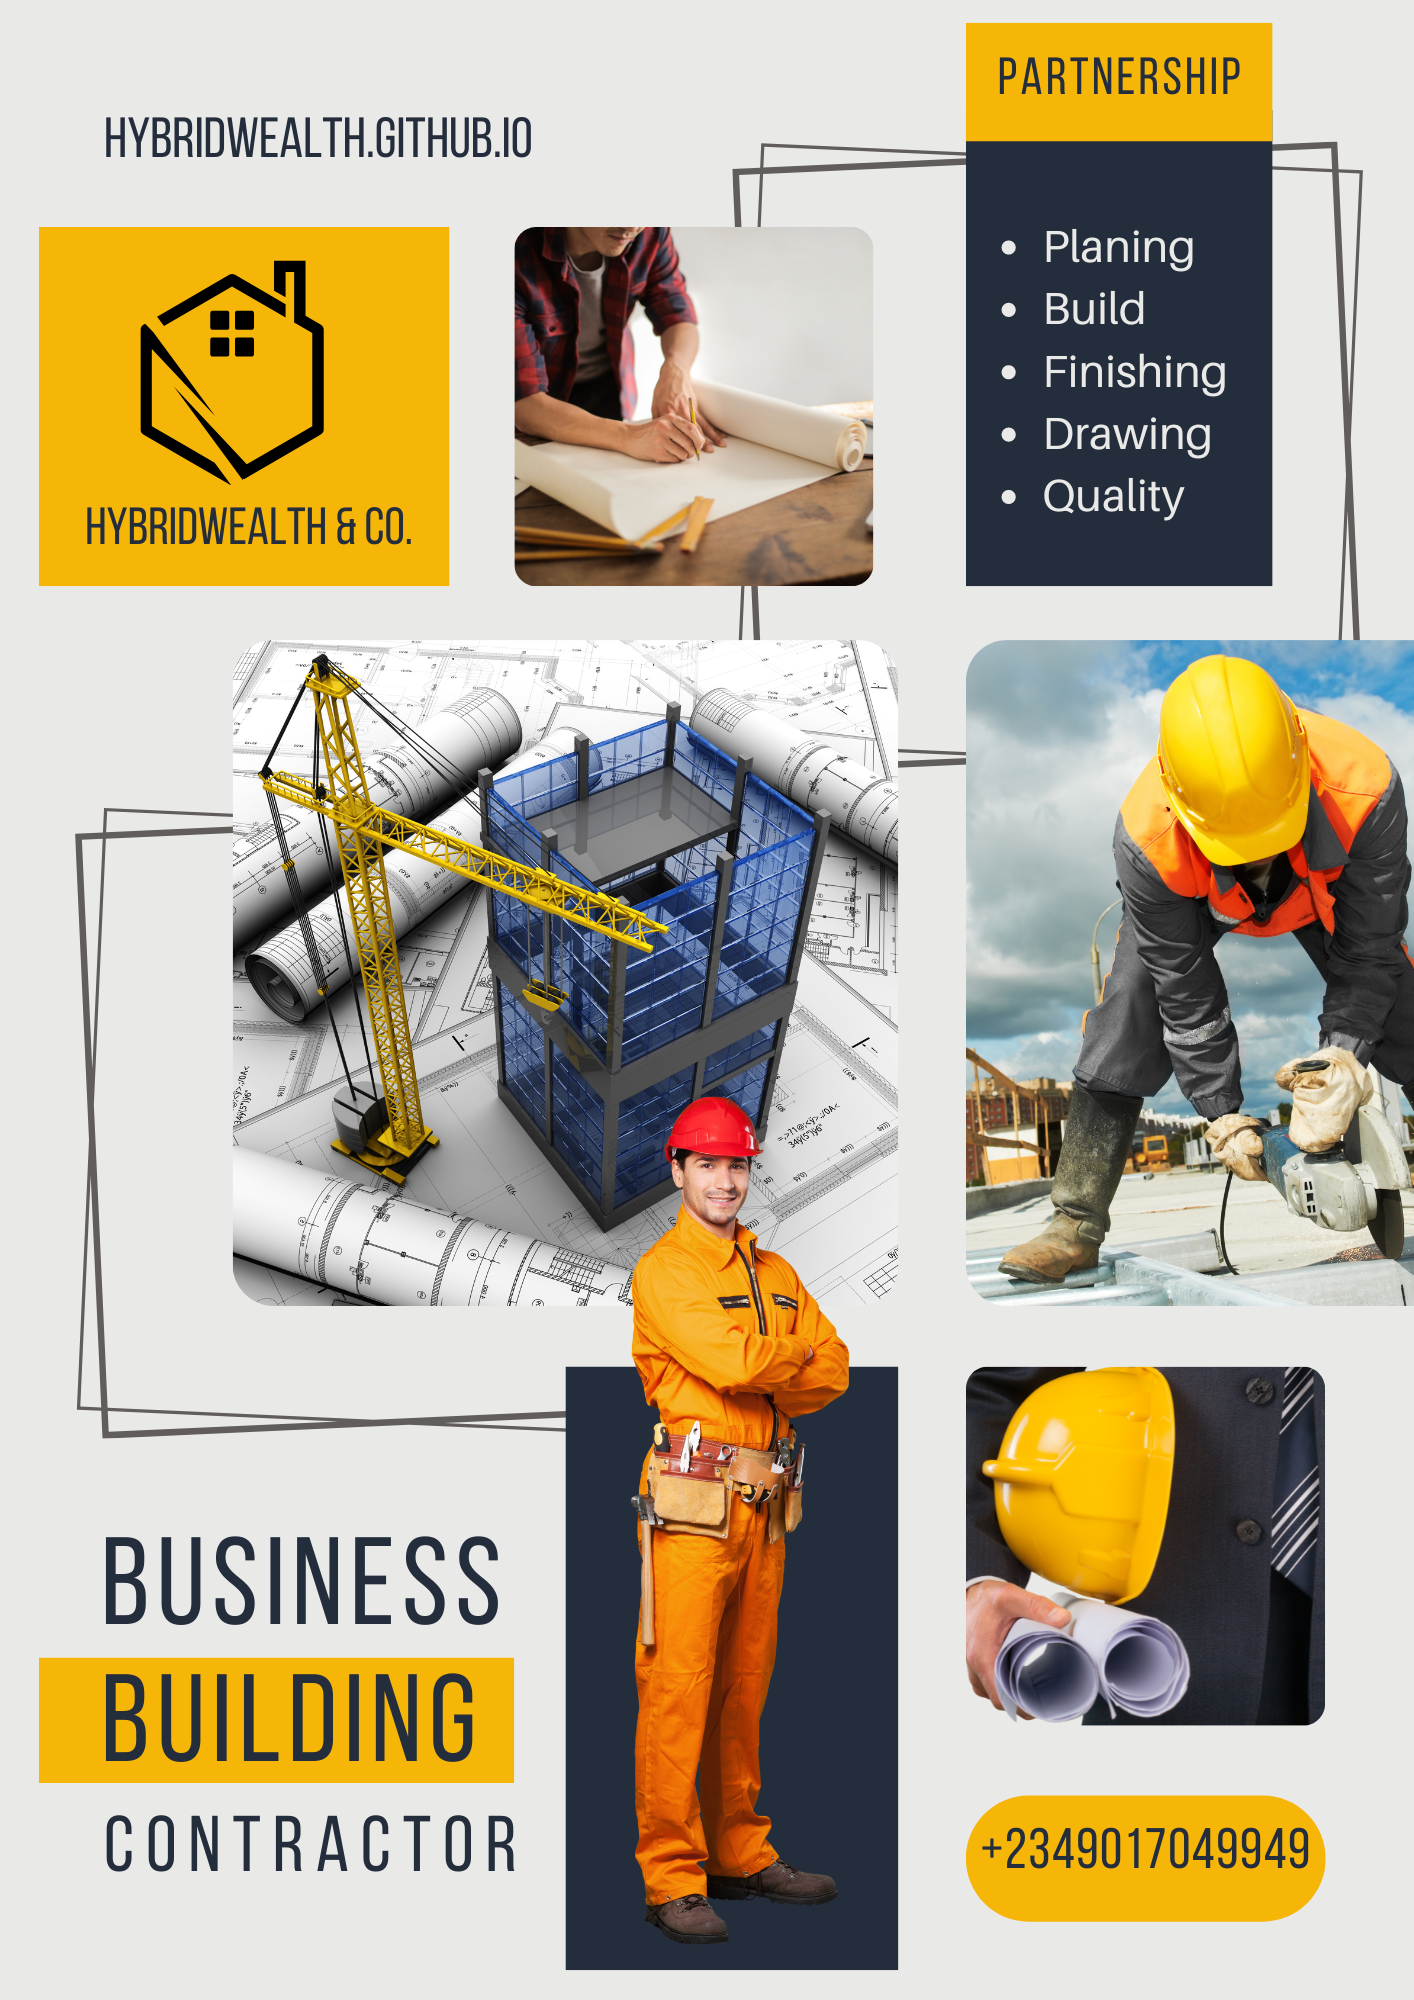 PARTNERSHIP
HYBRIDWEALTH.GITHUB.IO
• Planing
• Build
• Finishing
• Drawing
• Quality
HYBRIDWEALTH & CO.
BUSINESS
BUILDING
CONTRACTOR
+2349017049949